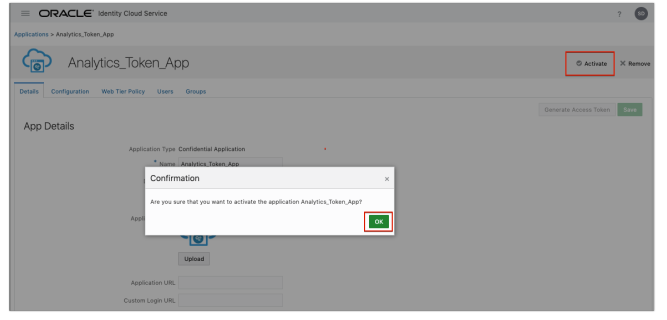 ORACLE Identity Cloud Service ?
Applications > Analytics_Token_App
Analytics_Token_App
Activate × Remove
Details Configuration Web Tier Policy Users Groups
Generate Access Token Save
App Details
Application Type Confidential Application
* Name Analytics_Token_App
Confirmation ×
Are you sure that you want to activate the application Analytics_Token_App?
Appli
OK
Upload
Application URL
Custom Login URL